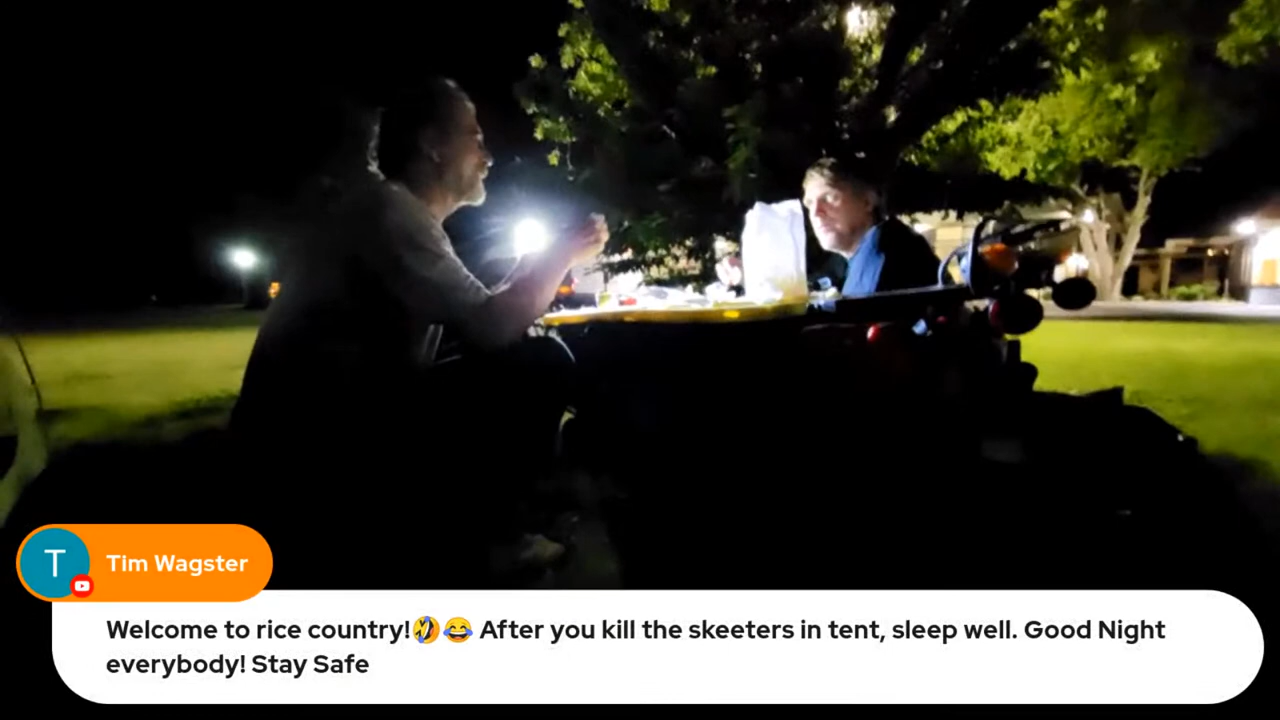 T
Tim Wagster
Welcome to rice country!🤣😂 After you kill the skeeters in tent, sleep well. Good Night
everybody! Stay Safe